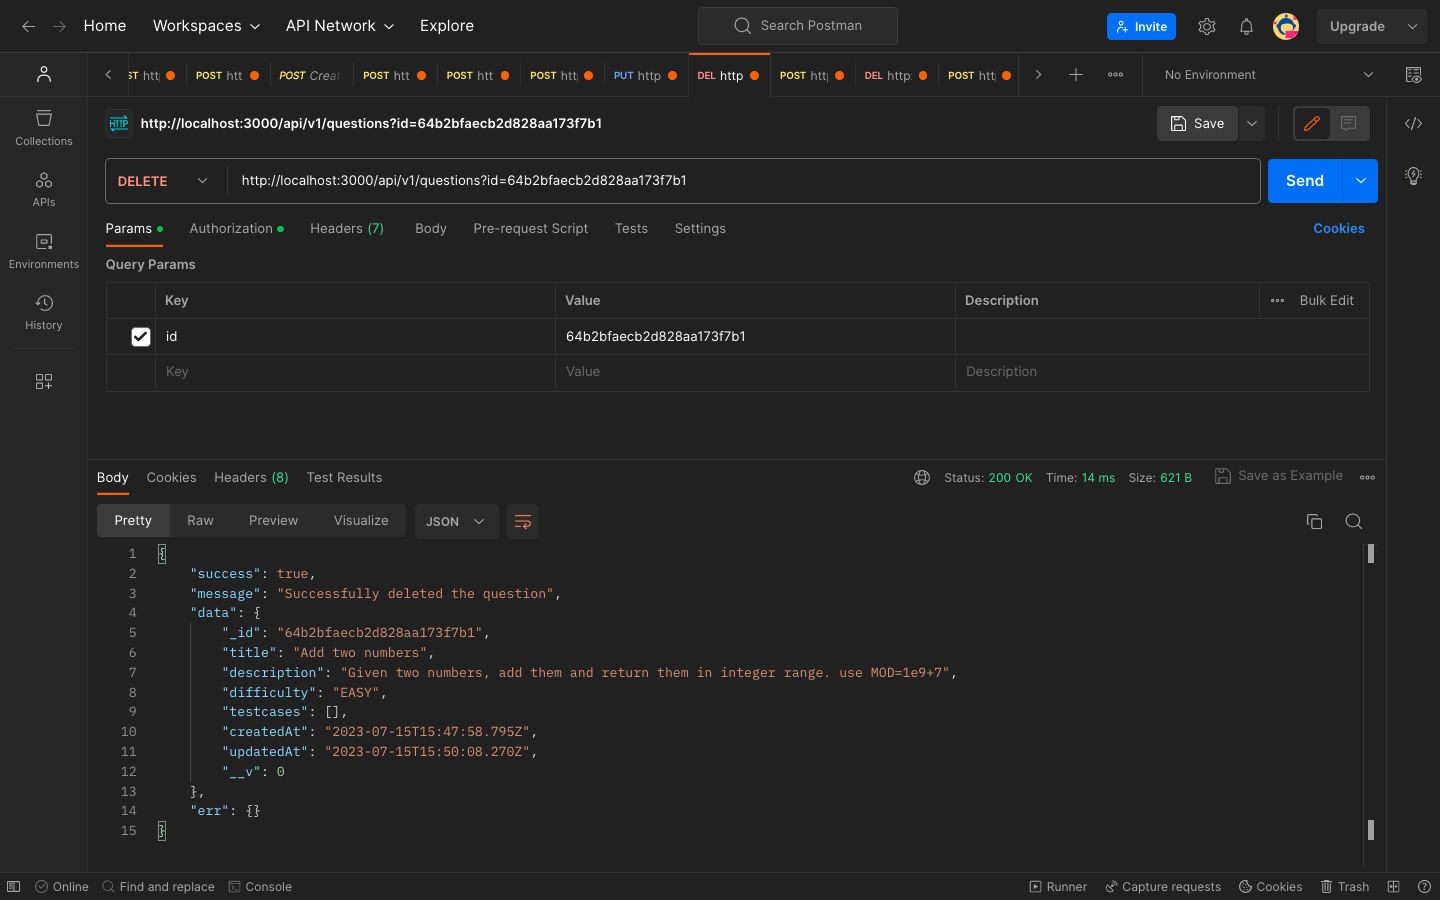 Home Workspaces API Network Explore Search Postman Invite Upgrade
ST htt POST htt POST Creat POST htt POST htt POST htt PUT http DEL http POST htt DEL http POST htt No Environment
HTTP http://localhost:3000/api/v1/questions?id=64b2bfaecb2d828aa173f7b1 Save
Collections
DELETE http://localhost:3000/api/v1/questions?id=64b2bfaecb2d828aa173f7b1 Send
APIs
Params Authorization Headers (7) Body Pre-request Script Tests Settings Cookies
Environments
Query Params
Key Value Description Bulk Edit
History
id 64b2bfaecb2d828aa173f7b1
Key Value Description
Body Cookies Headers (8) Test Results Status: 200 OK Time: 14 ms Size: 621 B Save as Example
Pretty Raw Preview Visualize JSON
1 {
2 "success": true,
3 "message": "Successfully deleted the question",
4 "data": {
5 "_id": "64b2bfaecb2d828aa173f7b1",
6 "title": "Add two numbers",
7 "description": "Given two numbers, add them and return them in integer range. use MOD=1e9+7",
8 "difficulty": "EASY",
9 "testcases": [],
10 "createdAt": "2023-07-15T15:47:58.795Z",
11 "updatedAt": "2023-07-15T15:50:08.270Z",
12 "__v": 0
13 },
14 "err": {}
15 }
Online Find and replace Console Runner Capture requests Cookies Trash